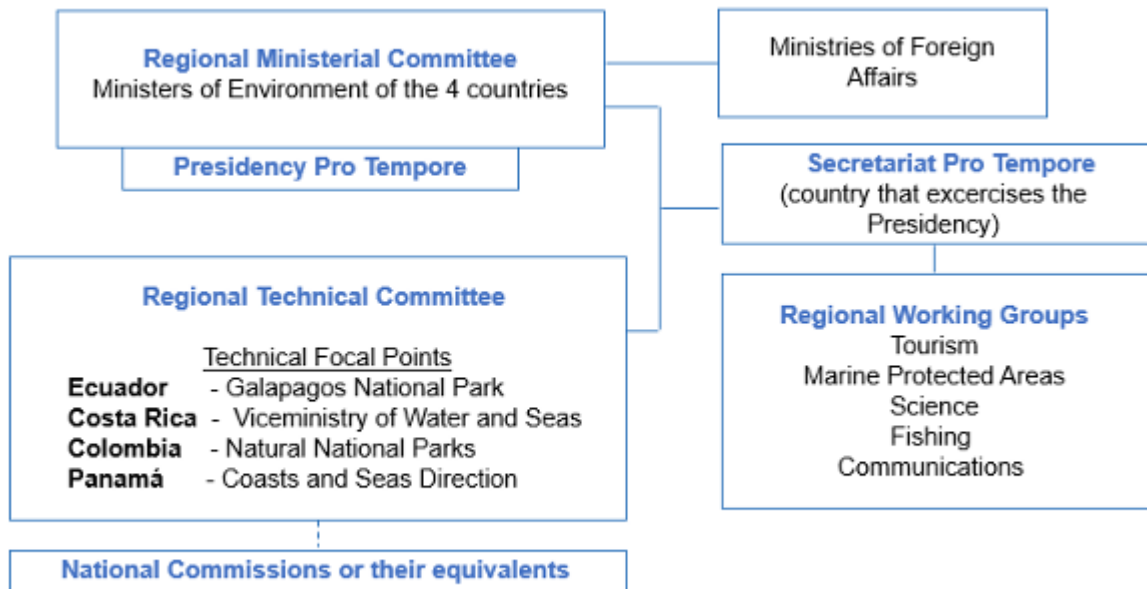 Regional Ministerial Committee
Ministers of Environment of the 4 countries
Presidency Pro Tempore
Ministries of Foreign
Affairs
Secretariat Pro Tempore
(country that excercises the
Presidency)
Regional Technical Committee
Technical Focal Points
Ecuador - Galapagos National Park
Costa Rica - Viceministry of Water and Seas
Colombia - Natural National Parks
Panamá - Coasts and Seas Direction
Regional Working Groups
Tourism
Marine Protected Areas
Science
Fishing
Communications
National Commissions or their equivalents